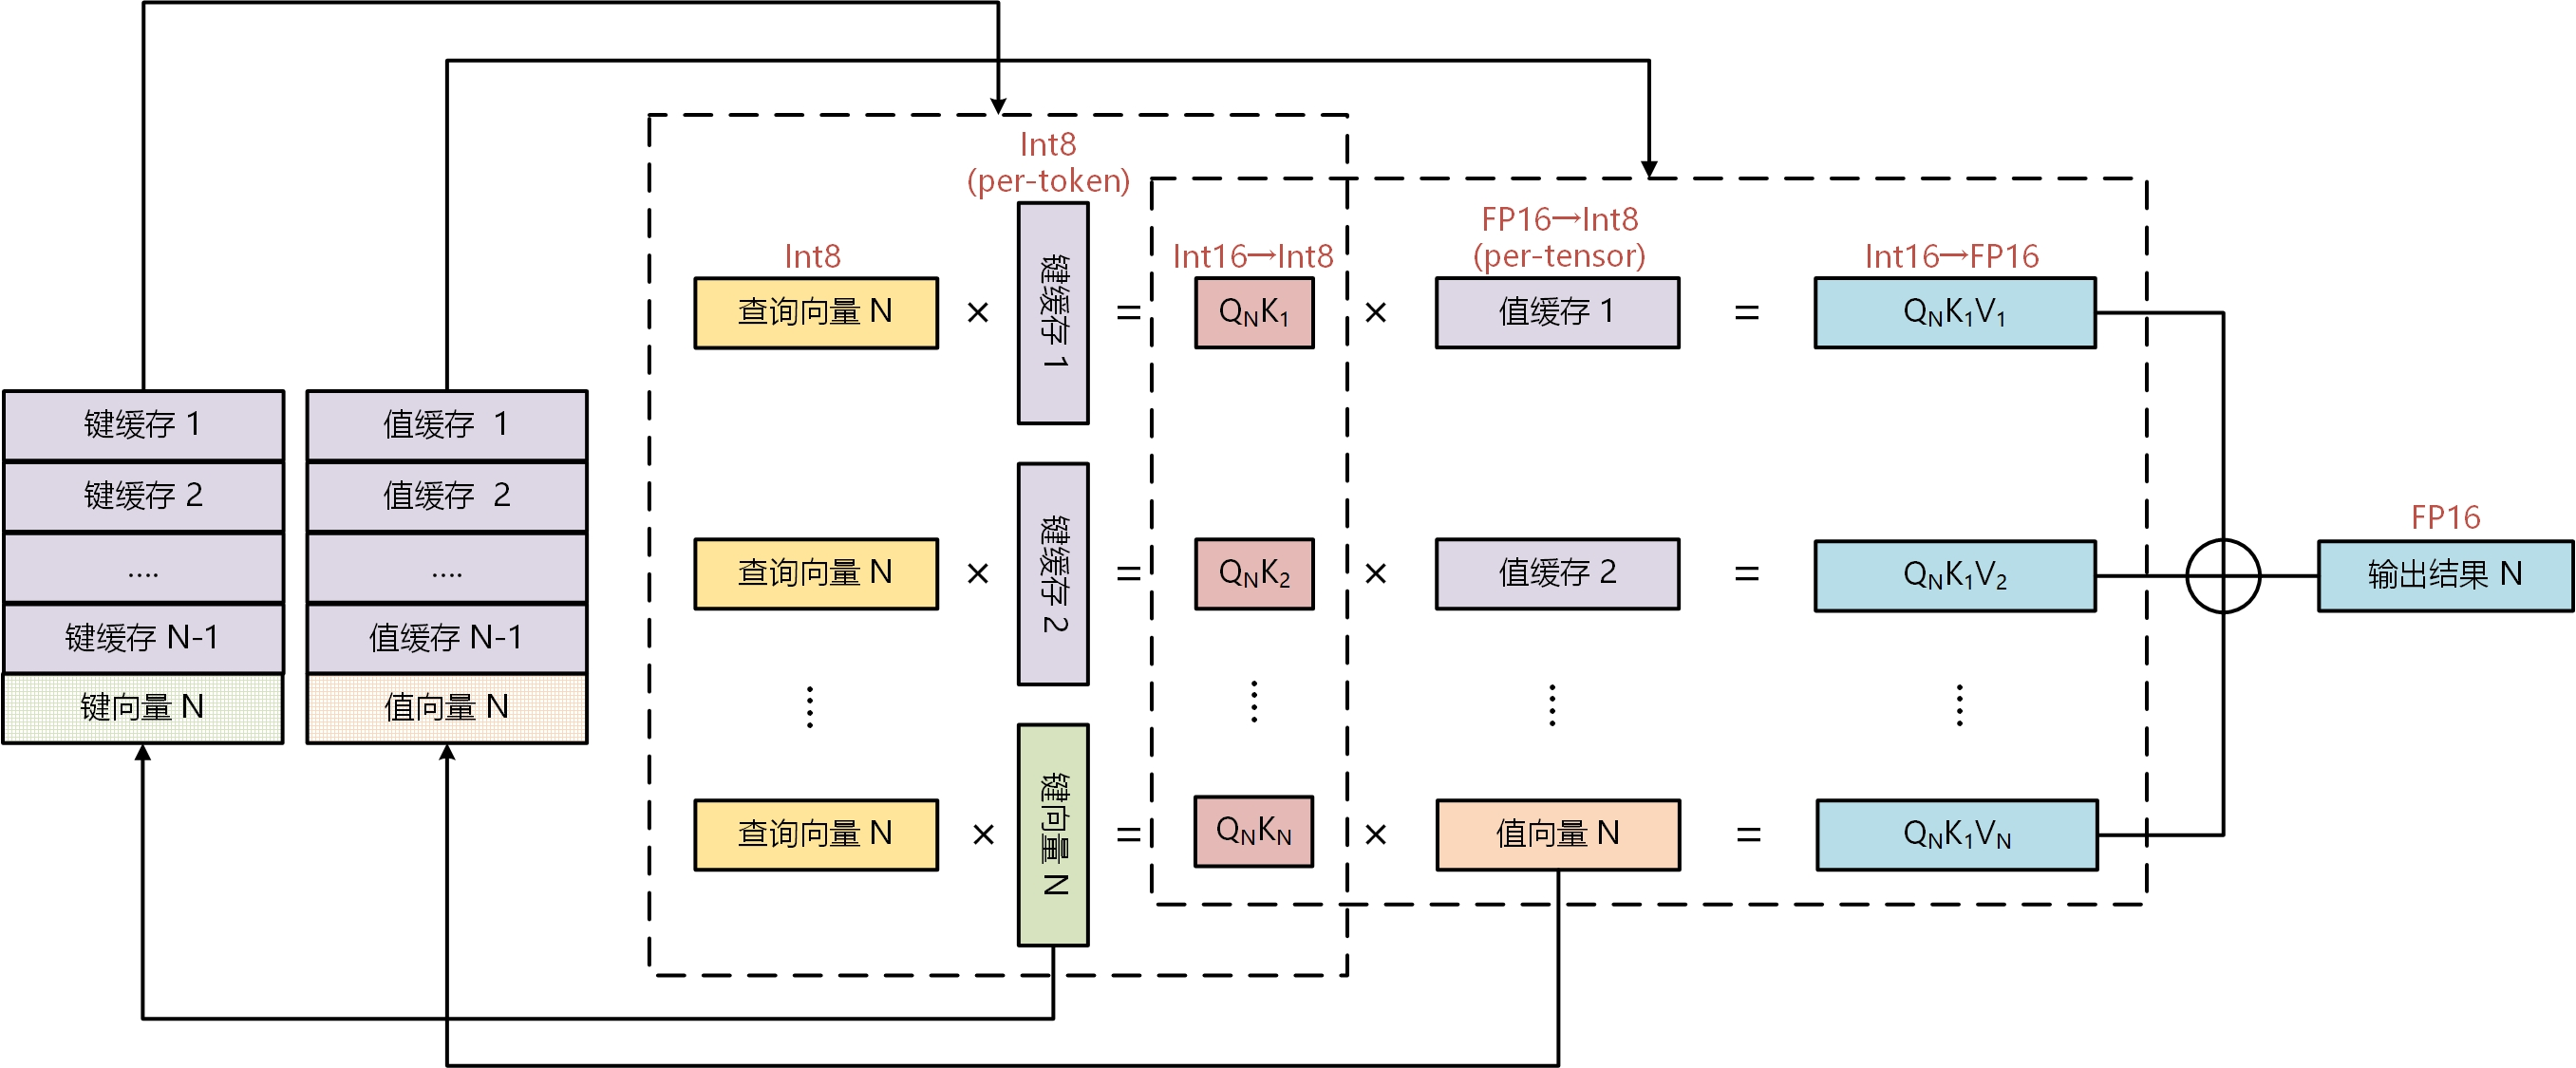 键缓存 1
键缓存 2
....
键缓存 N-1
键向量 N
值缓存 1
值缓存 2
....
值缓存 N-1
值向量 N
Int8
(per-token)
Int8
Int16→Int8
FP16→Int8
(per-tensor)
Int16→FP16
查询向量 N × 键缓存 1 = QNK1 × 值缓存 1 = QNK1V1
查询向量 N × 键缓存 2 = QNK2 × 值缓存 2 = QNK1V2
查询向量 N × 键向量 N = QNKN × 值向量 N = QNK1VN
FP16
输出结果 N